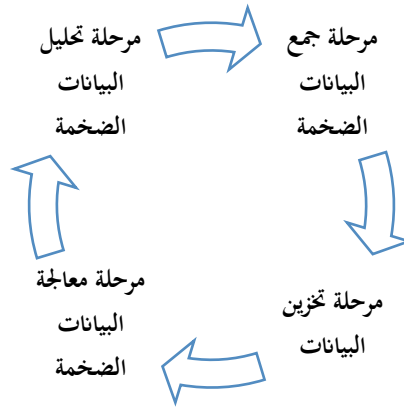 مرحلة جمع
البيانات
الضخمة
مرحلة تخزين
البيانات
مرحلة معالجة
البيانات
الضخمة
مرحلة تحليل
البيانات
الضخمة